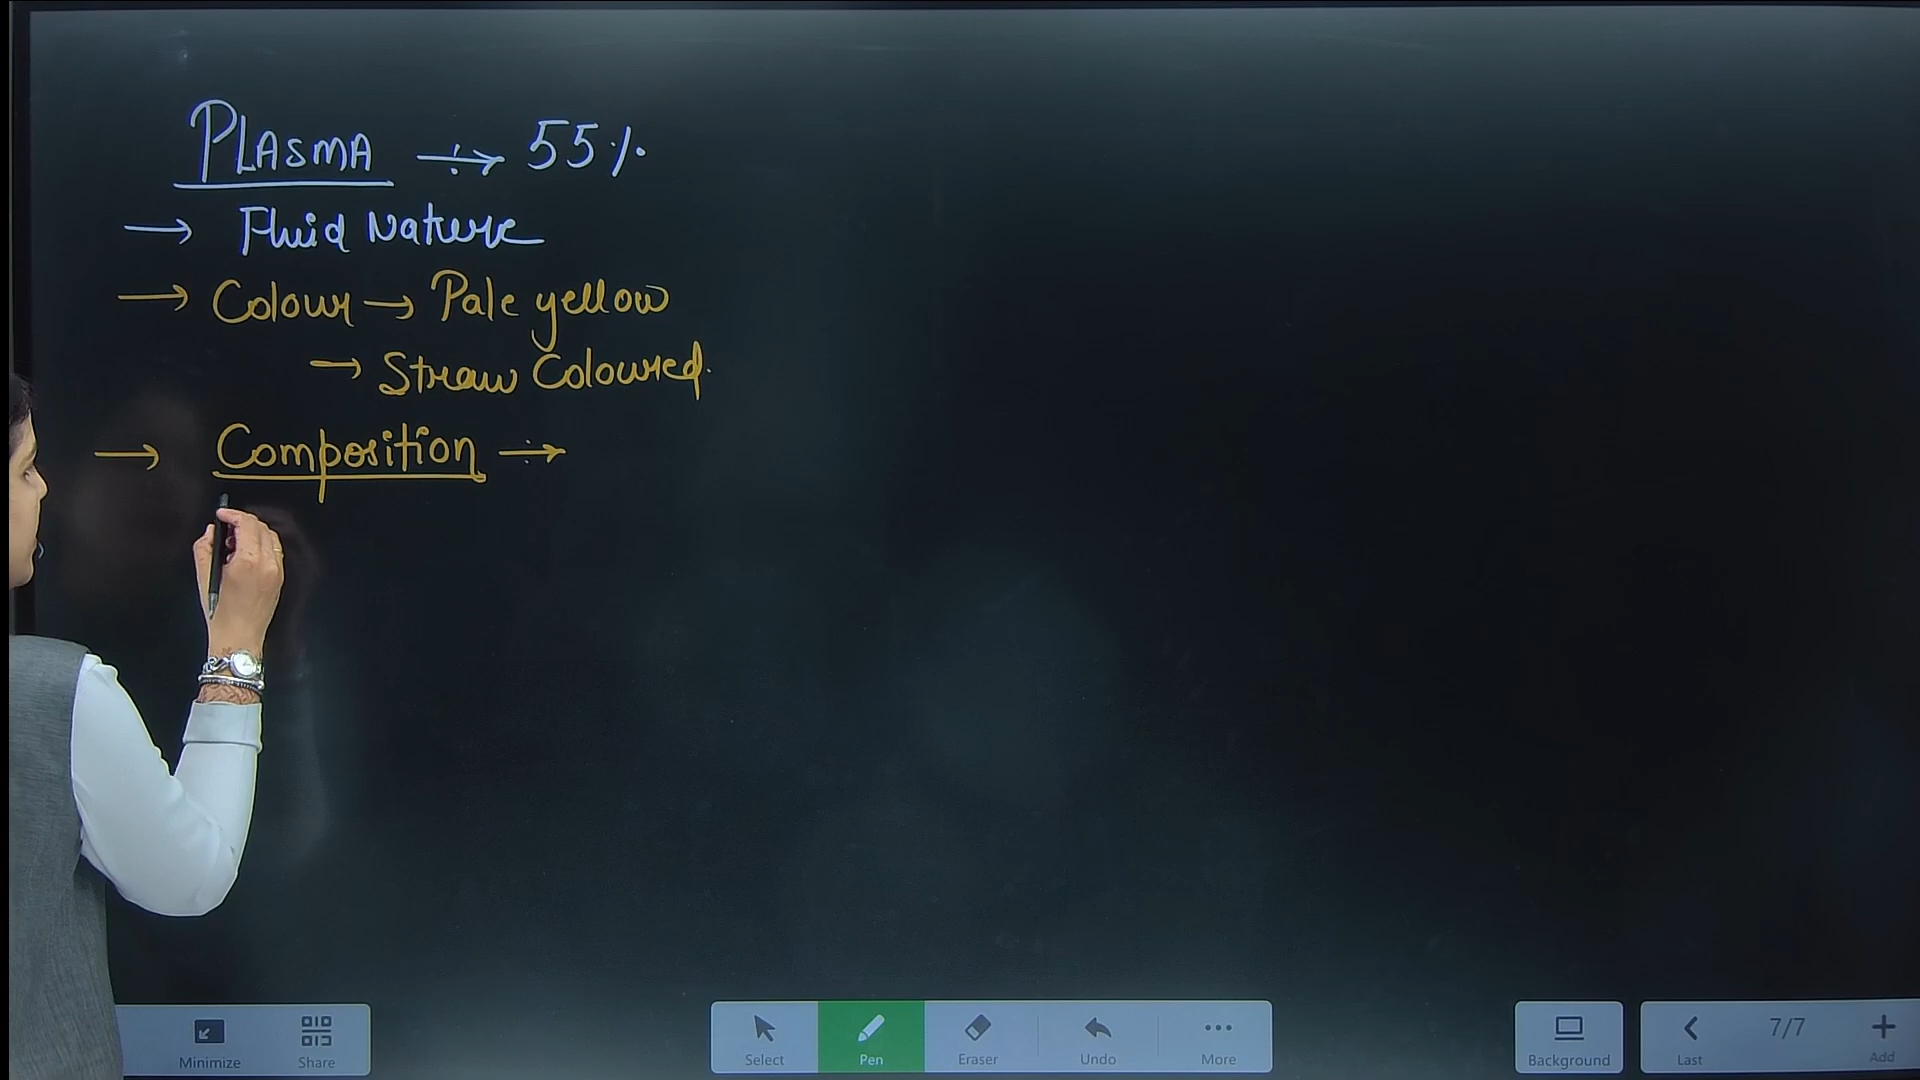 PLASMA → 55%
→ Fluid Nature
→ Colour → Pale yellow
→ Straw Coloured.
→ Composition →
Minimize
Share
Select
Pen
Eraser
Undo
More
Background
Last
7/7
Add